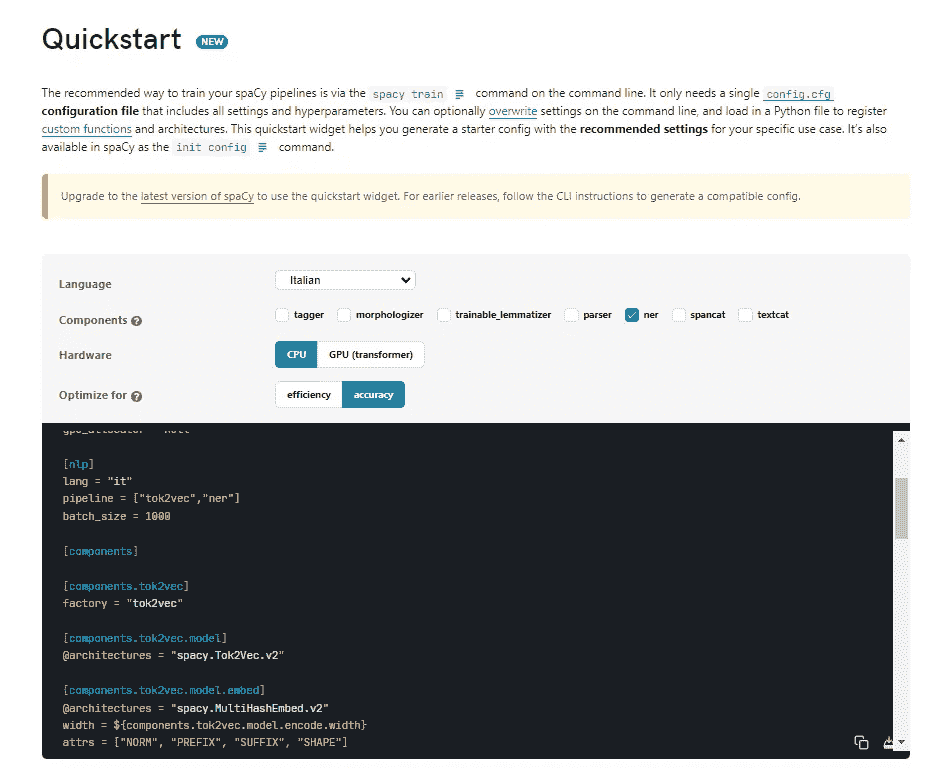 Quickstart NEW
The recommended way to train your spaCy pipelines is via the spacy train command on the command line. It only needs a single config.cfg
configuration file that includes all settings and hyperparameters. You can optionally overwrite settings on the command line, and load in a Python file to register
custom functions and architectures. This quickstart widget helps you generate a starter config with the recommended settings for your specific use case. It's also
available in spaCy as the init config command.
Upgrade to the latest version of spaCy to use the quickstart widget. For earlier releases, follow the CLI instructions to generate a compatible config.
Language Italian
Components ? tagger morphologizer trainable_lemmatizer parser ner spancat textcat
Hardware CPU GPU (transformer)
Optimize for ? efficiency accuracy
[nlp]
lang = "it"
pipeline = ["tok2vec","ner"]
batch_size = 1000
[components]
[components.tok2vec]
factory = "tok2vec"
[components.tok2vec.model]
@architectures = "spacy.Tok2Vec.v2"
[components.tok2vec.model.embed]
@architectures = "spacy.MultiHashEmbed.v2"
width = ${components.tok2vec.model.encode.width}
attrs = ["NORM", "PREFIX", "SUFFIX", "SHAPE"]